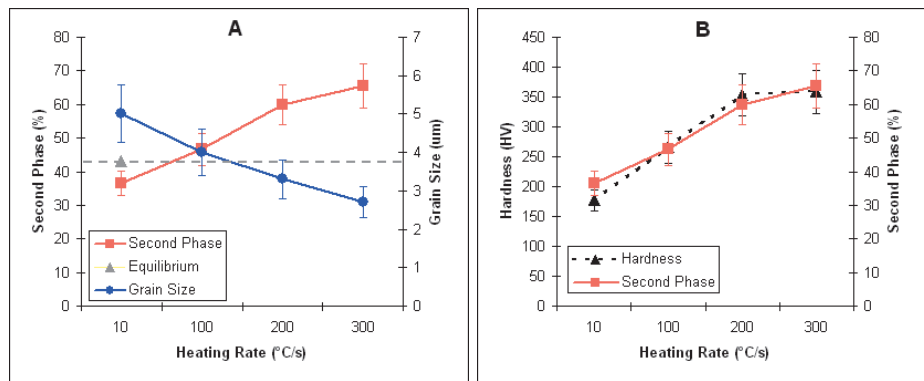 A
80
70
60
50
40
30
20
10
0
Second Phase (%)
7
6
5
4
3
2
1
0
Grain Size (um)
Second Phase
Equilibrium
Grain Size
10 100 200 300
Heating Rate (°C/s)
B
450
400
350
300
250
200
150
100
50
0
Hardness (HV)
80
70
60
50
40
30
20
10
0
Second Phase (%)
Hardness
Second Phase
10 100 200 300
Heating Rate (°C/s)